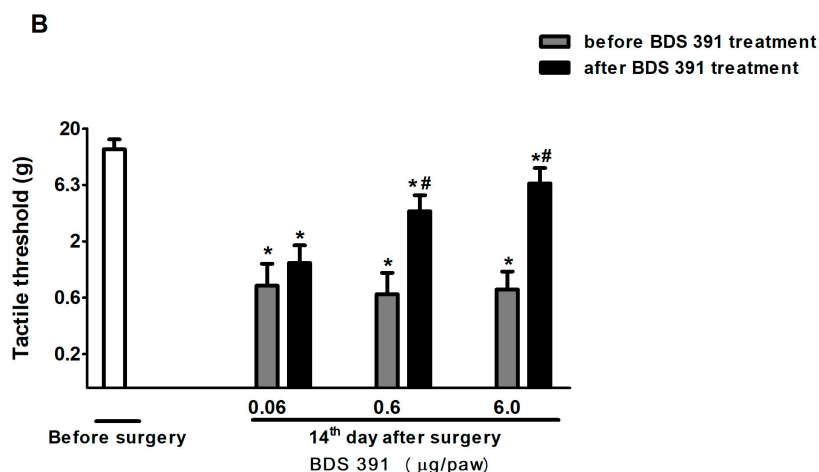 B
before BDS 391 treatment
after BDS 391 treatment
Tactile threshold (g)
20
6.3
2
0.6
0.2
* * * *# * *#
0.06 0.6 6.0
Before surgery
14th day after surgery
BDS 391 ( μg/paw)